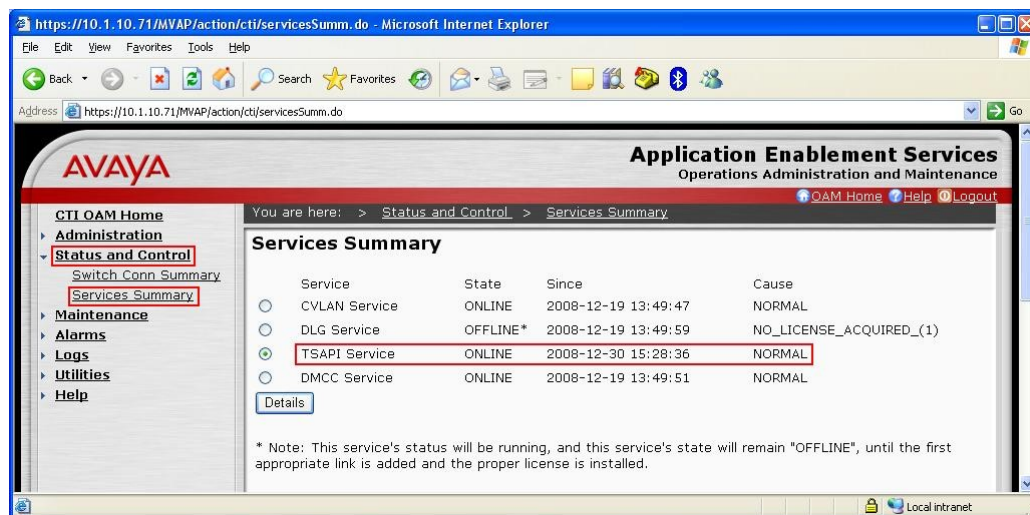 https://10.1.10.71/MVAP/action/cti/servicesSumm.do - Microsoft Internet Explorer
File Edit View Favorites Tools Help
Back Search Favorites
Address https://10.1.10.71/MVAP/action/cti/servicesSumm.do Go
AVAYA
Application Enablement Services
Operations Administration and Maintenance
OAM Home Help Logout
You are here: > Status and Control > Services Summary
CTI OAM Home
Administration
Status and Control
Switch Conn Summary
Services Summary
Maintenance
Alarms
Logs
Utilities
Help
Services Summary
Service State Since Cause
CVLAN Service ONLINE 2008-12-19 13:49:47 NORMAL
DLG Service OFFLINE* 2008-12-19 13:49:59 NO_LICENSE_ACQUIRED_(1)
TSAPI Service ONLINE 2008-12-30 15:28:36 NORMAL
DMCC Service ONLINE 2008-12-19 13:49:51 NORMAL
Details
* Note: This service's status will be running, and this service's state will remain "OFFLINE", until the first
appropriate link is added and the proper license is installed.
Local intranet